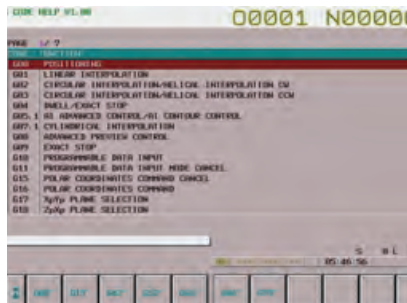 CODE HELP V1.00
O0001 N0000
PAGE 1/ 7
CODE FUNCTION
G00 POSITIONING
G01 LINEAR INTERPOLATION
G02 CIRCULAR INTERPOLATION/HELICAL INTERPOLATION CW
G03 CIRCULAR INTERPOLATION/HELICAL INTERPOLATION CCW
G04 DWELL/EXACT STOP
G05.1 AI ADVANCED CONTROL/AI CONTOUR CONTROL
G07.1 CYLINDRICAL INTERPOLATION
G08 ADVANCED PREVIEW CONTROL
G09 EXACT STOP
G10 PROGRAMMABLE DATA INPUT
G11 PROGRAMMABLE DATA INPUT MODE CANCEL
G15 POLAR COORDINATES COMMAND CANCEL
G16 POLAR COORDINATES COMMAND
G17 XpYp PLANE SELECTION
G18 ZpXp PLANE SELECTION
S 0 L
05:46:56